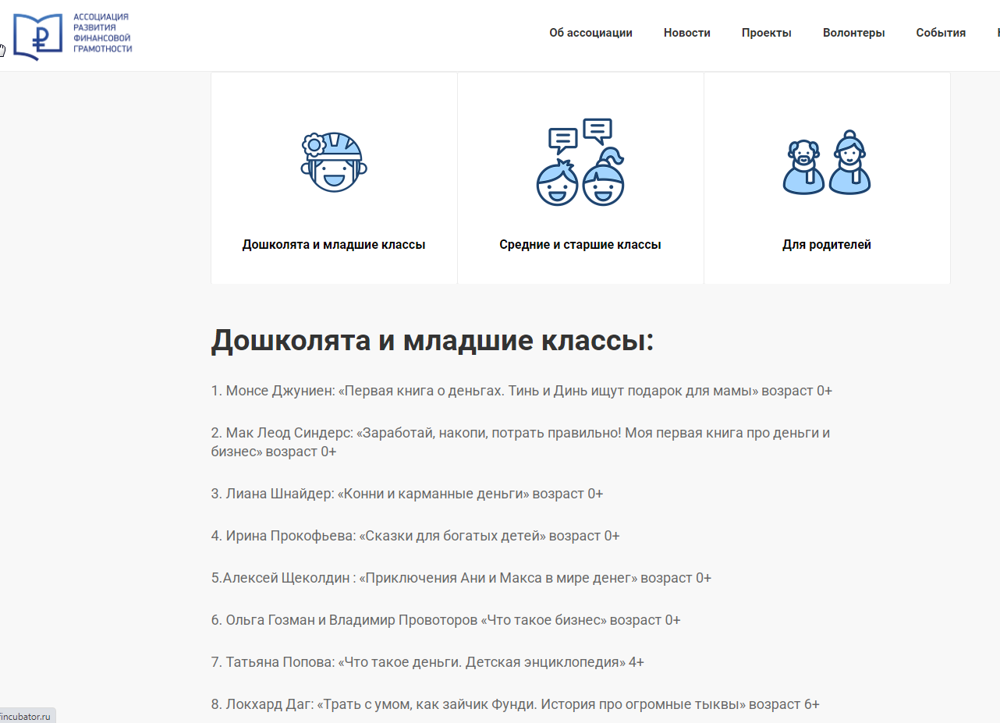 АССОЦИАЦИЯ
РАЗВИТИЯ
ФИНАНСОВОЙ
ГРАМОТНОСТИ
Об ассоциации Новости Проекты Волонтеры События
Дошколята и младшие классы Средние и старшие классы Для родителей
Дошколята и младшие классы:
1. Монсе Джуниен: «Первая книга о деньгах. Тинь и Динь ищут подарок для мамы» возраст 0+
2. Мак Леод Синдерс: «Заработай, накопи, потрать правильно! Моя первая книга про деньги и
бизнес» возраст 0+
3. Лиана Шнайдер: «Конни и карманные деньги» возраст 0+
4. Ирина Прокофьева: «Сказки для богатых детей» возраст 0+
5.Алексей Щеколдин : «Приключения Ани и Макса в мире денег» возраст 0+
6. Ольга Гозман и Владимир Провоторов «Что такое бизнес» возраст 0+
7. Татьяна Попова: «Что такое деньги. Детская энциклопедия» 4+
8. Локхард Даг: «Трать с умом, как зайчик Фунди. История про огромные тыквы» возраст 6+
fincubator.ru